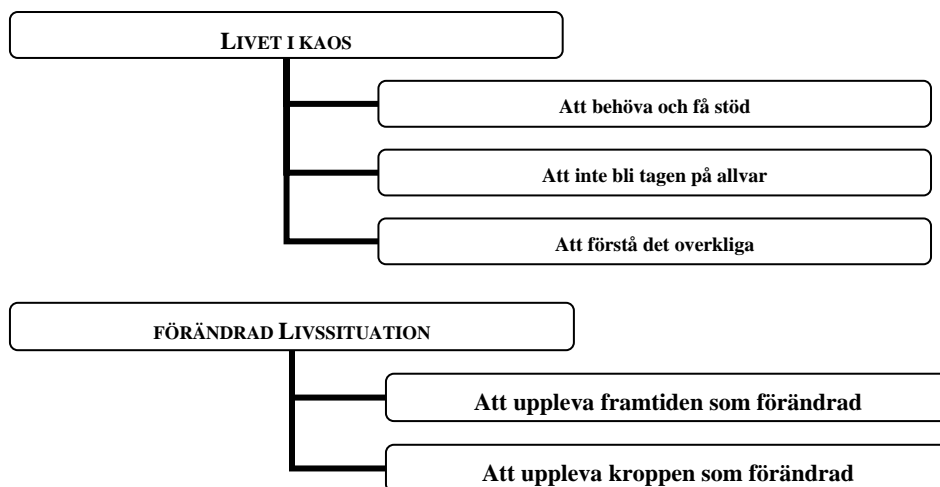 LIVET I KAOS
Att behöva och få stöd
Att inte bli tagen på allvar
Att förstå det overkliga
FÖRÄNDRAD LIVSSITUATION
Att uppleva framtiden som förändrad
Att uppleva kroppen som förändrad